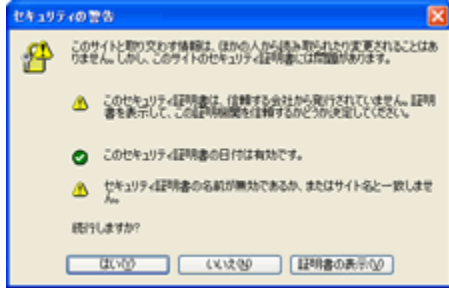 セキュリティの警告
このサイトと取り交わす情報は、ほかの人から読み取られたり変更されることはあ
りません。しかし、このサイトのセキュリティ証明書には問題があります。
このセキュリティ証明書は、信頼する会社から発行されていません。証明
書を表示して、この証明機関を信頼するかどうか決定してください。
このセキュリティ証明書の日付は有効です。
セキュリティ証明書の名前が無効であるか、またはサイト名と一致しませ
ん。
続行しますか?
はい(Y)
いいえ(N)
証明書の表示(V)